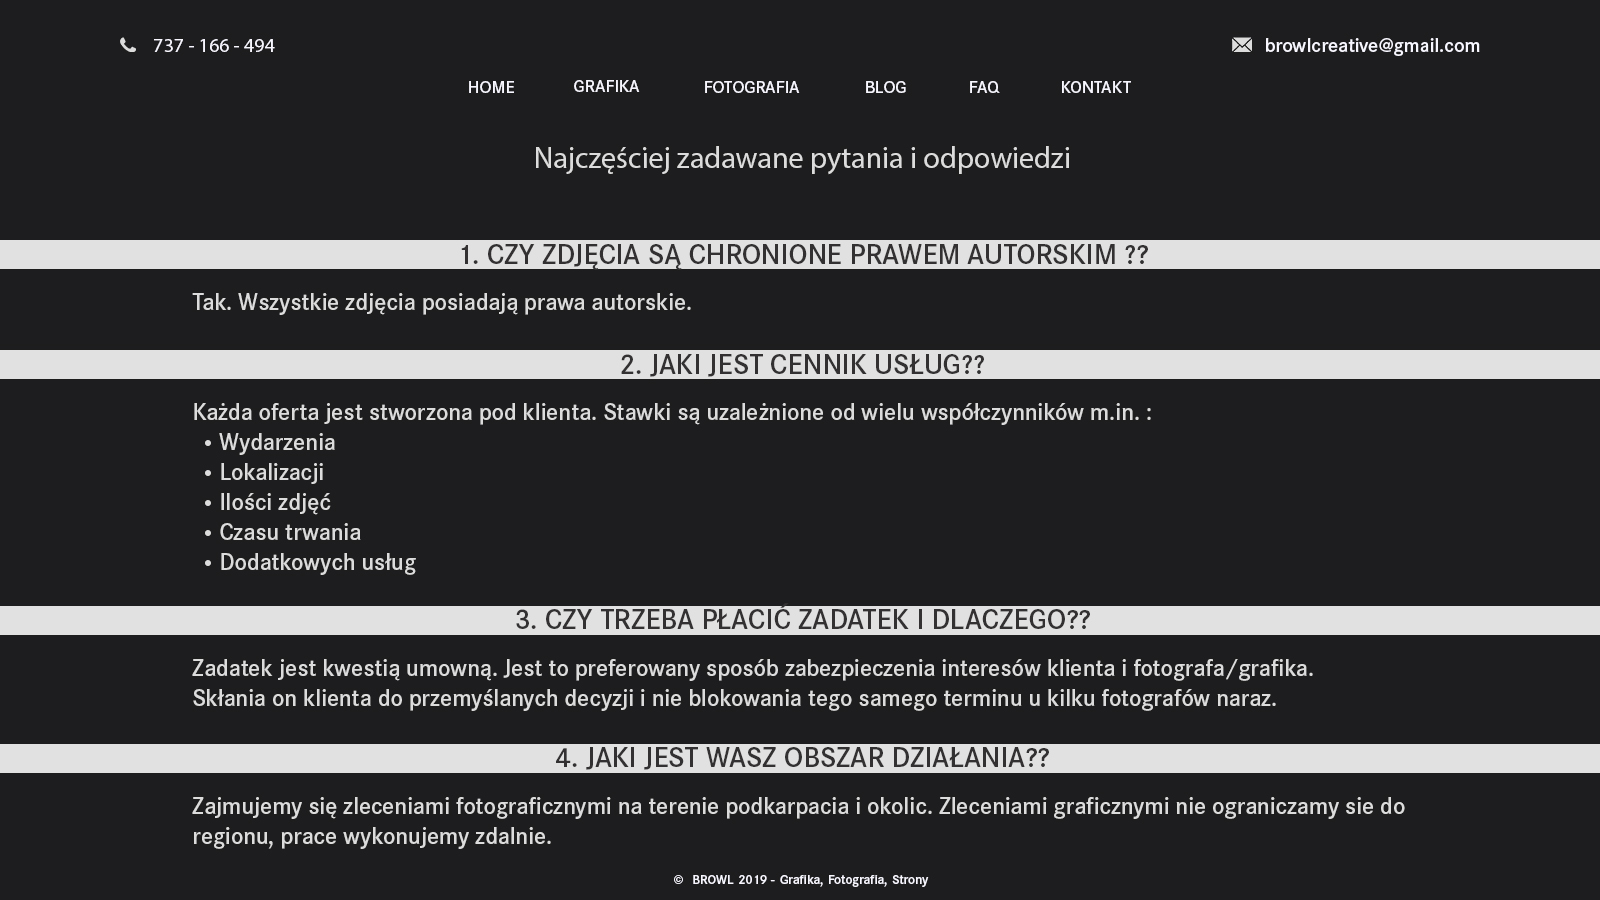 737 - 166 - 494
browlcreative@gmail.com
HOME GRAFIKA FOTOGRAFIA BLOG FAQ KONTAKT
Najczęściej zadawane pytania i odpowiedzi
1. CZY ZDJĘCIA SĄ CHRONIONE PRAWEM AUTORSKIM ??
Tak. Wszystkie zdjęcia posiadają prawa autorskie.
2. JAKI JEST CENNIK USŁUG??
Każda oferta jest stworzona pod klienta. Stawki są uzależnione od wielu współczynników m.in. :
• Wydarzenia
• Lokalizacji
• Ilości zdjęć
• Czasu trwania
• Dodatkowych usług
3. CZY TRZEBA PŁACIĆ ZADATEK I DLACZEGO??
Zadatek jest kwestią umowną. Jest to preferowany sposób zabezpieczenia interesów klienta i fotografa/grafika.
Skłania on klienta do przemyślanych decyzji i nie blokowania tego samego terminu u kilku fotografów naraz.
4. JAKI JEST WASZ OBSZAR DZIAŁANIA??
Zajmujemy się zleceniami fotograficznymi na terenie podkarpacia i okolic. Zleceniami graficznymi nie ograniczamy sie do
regionu, prace wykonujemy zdalnie.
© BROWL 2019 - Grafika, Fotografia, Strony